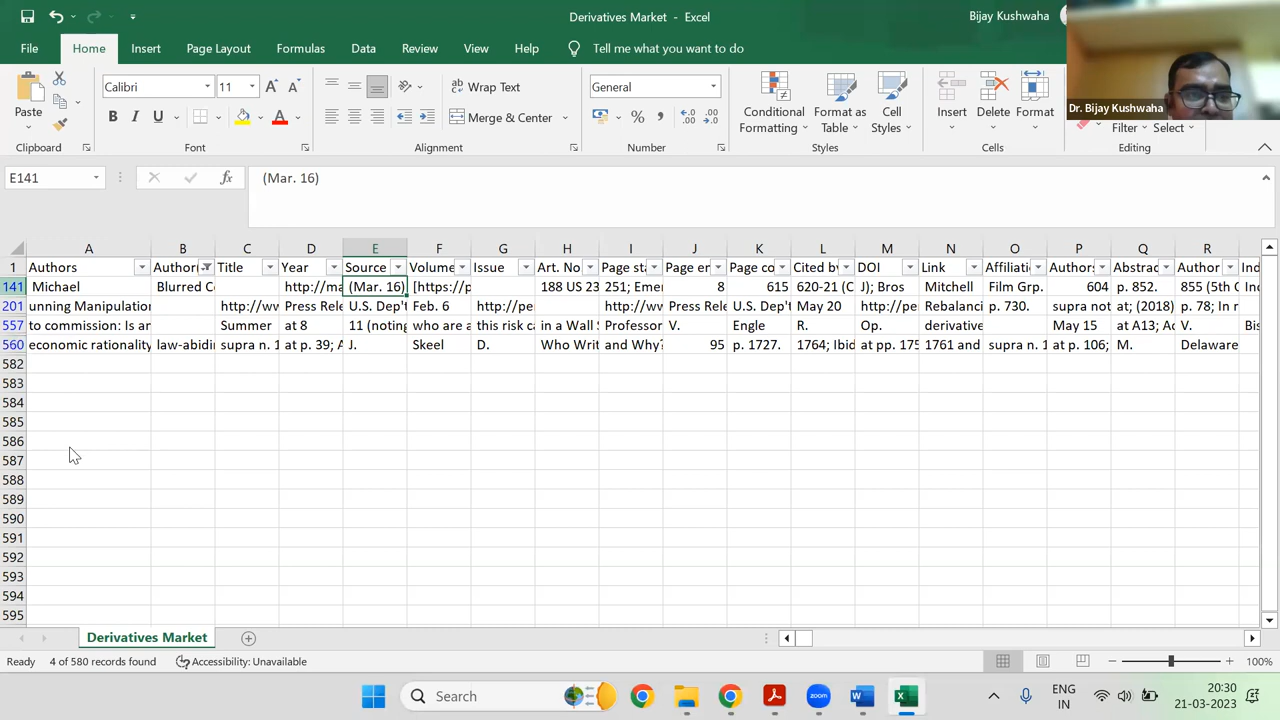 Derivatives Market - Excel
Bijay Kushwaha
File Home Insert Page Layout Formulas Data Review View Help Tell me what you want to do
Dr. Bijay Kushwaha
Paste
Calibri 11
B I U
Wrap Text
Merge & Center
General
Conditional Formatting
Format as Table
Cell Styles
Insert Delete Format
Filter Select
Clipboard Font Alignment Number Styles Cells Editing
E141 fx (Mar. 16)
A B C D E F G H I J K L M N O P Q R
1 Authors Author Title Year Source Volume Issue Art. No Page sta Page en Page co Cited by DOI Link Affiliatio Authors Abstrac Author Ind
141 Michael Blurred Co http://ma (Mar. 16) [https://p 188 US 23 251; Emer 8 615 620-21 (C J); Bros Mitchell Film Grp. 604 p. 852. 855 (5th C Inc
201 unning Manipulation http://ww Press Rele U.S. Dep't Feb. 6 http://pe http://ww Press Rele U.S. Dep't May 20 http://pe Rebalanci p. 730. supra not at; (2018) p. 78; In r
557 to commission: Is an Summer at 8 11 (noting who are a this risk ca in a Wall S Professor V. Engle R. Op. derivative May 15 at A13; A V. Bis
560 economic rationality law-abidin supra n. 1 at p. 39; A J. Skeel D. Who Writ and Why? 95 p. 1727. 1764; Ibid at pp. 175 1761 and supra n. 1 at p. 106; M. Delaware
582
583
584
585
586
587
588
589
590
591
592
593
594
595
Derivatives Market
Ready 4 of 580 records found Accessibility: Unavailable 100%
Search
ENG
IN
20:30
21-03-2023